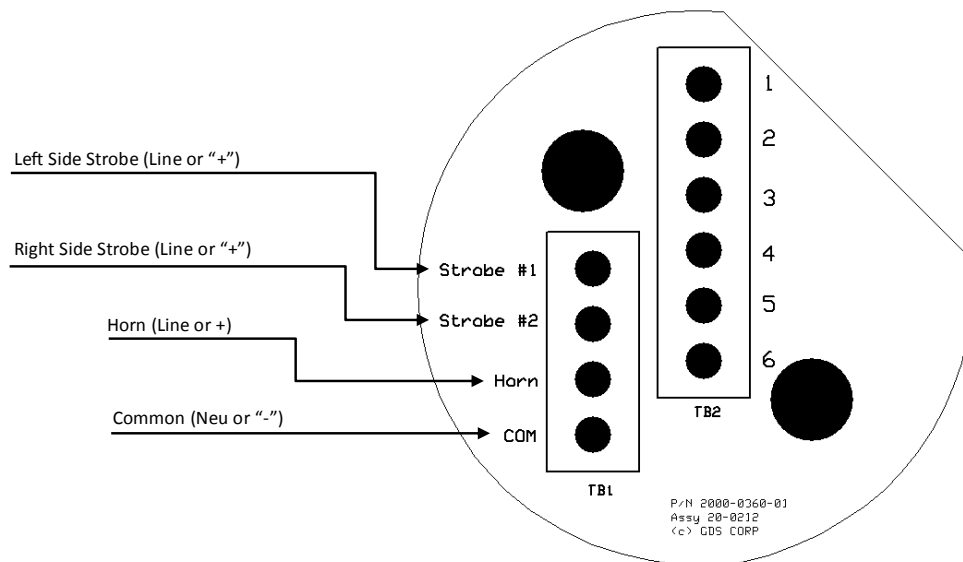 Left Side Strobe (Line or “+”)
Right Side Strobe (Line or “+”)
Horn (Line or +)
Common (Neu or “-”)
Strobe #1
Strobe #2
Horn
COM
TB1
1
2
3
4
5
6
TB2
P/N 2000-0360-01
Assy 20-0212
(c) GDS CORP